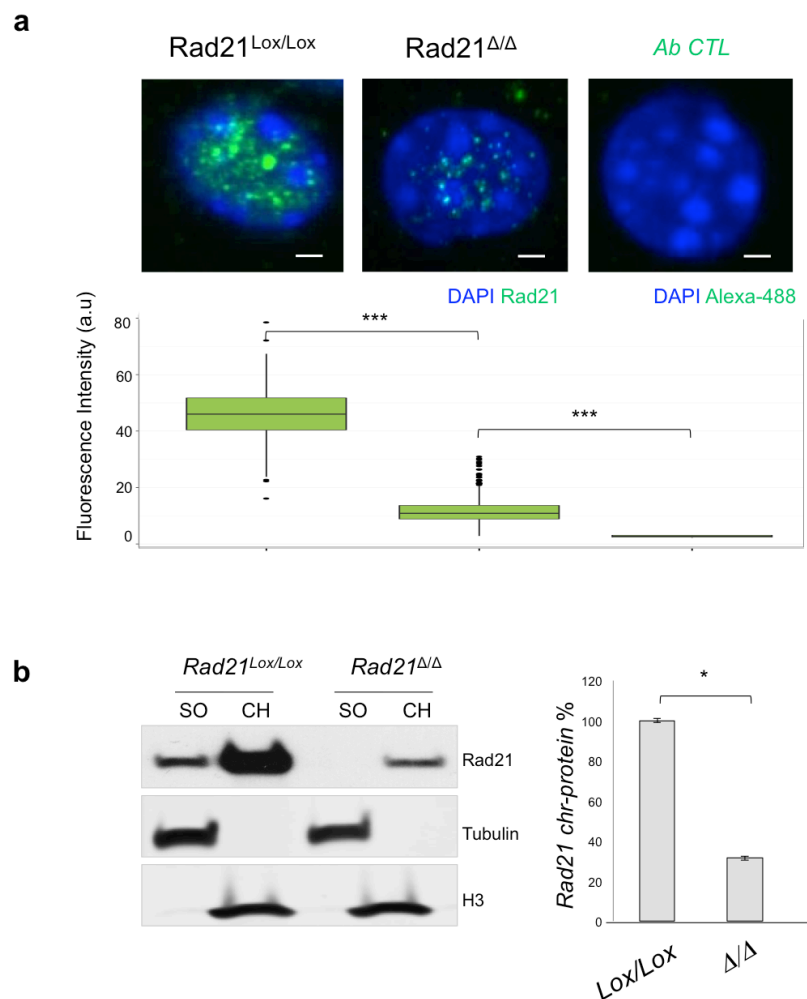 a
Rad21Lox/Lox
Rad21Δ/Δ
Ab CTL
DAPI Rad21
DAPI Alexa-488
Fluorescence Intensity (a.u)
80
60
40
20
0
***
***
b
Rad21Lox/Lox
Rad21Δ/Δ
SO
CH
SO
CH
Rad21
Tubulin
H3
Rad21 chr-protein %
120
100
80
60
40
20
0
*
Lox/Lox
Δ/Δ